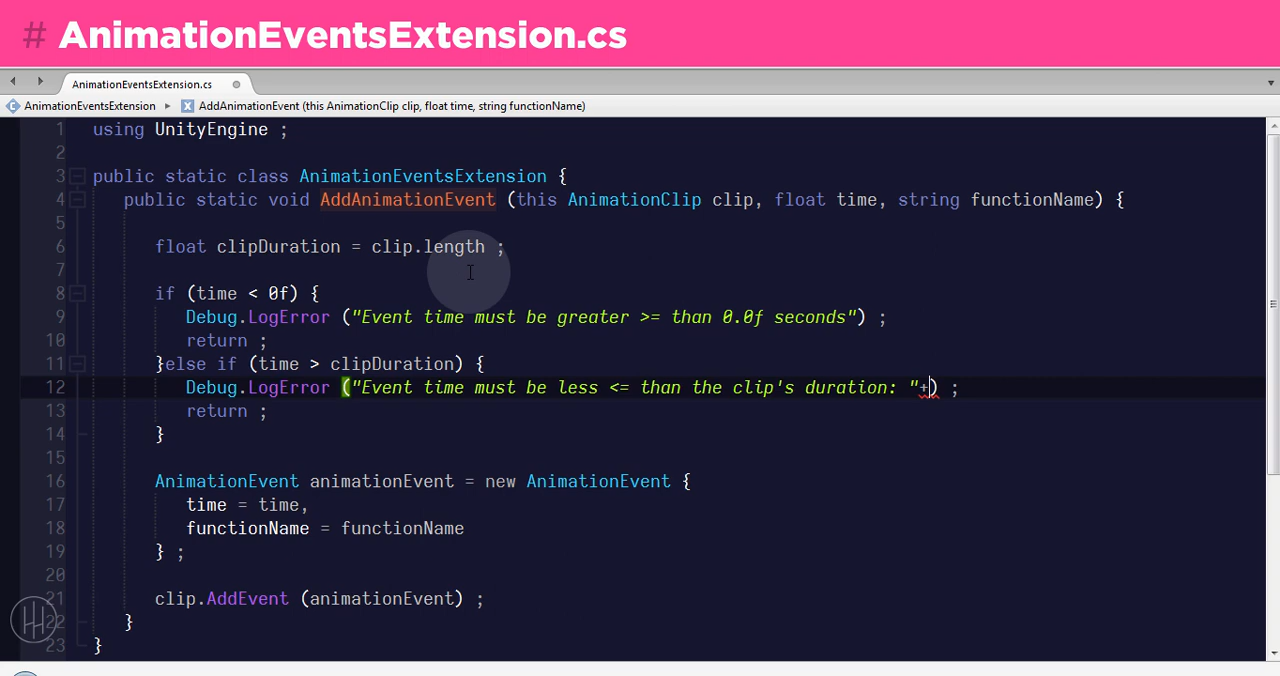 # AnimationEventsExtension.cs
AnimationEventsExtension.cs
AnimationEventsExtension ▸ AddAnimationEvent (this AnimationClip clip, float time, string functionName)
1 using UnityEngine ;
2
3 public static class AnimationEventsExtension {
4 public static void AddAnimationEvent (this AnimationClip clip, float time, string functionName) {
5
6 float clipDuration = clip.length ;
7
8 if (time < 0f) {
9 Debug.LogError ("Event time must be greater >= than 0.0f seconds") ;
10 return ;
11 }else if (time > clipDuration) {
12 Debug.LogError ("Event time must be less <= than the clip's duration: "+) ;
13 return ;
14 }
15
16 AnimationEvent animationEvent = new AnimationEvent {
17 time = time,
18 functionName = functionName
19 } ;
20
21 clip.AddEvent (animationEvent) ;
22 }
23 }